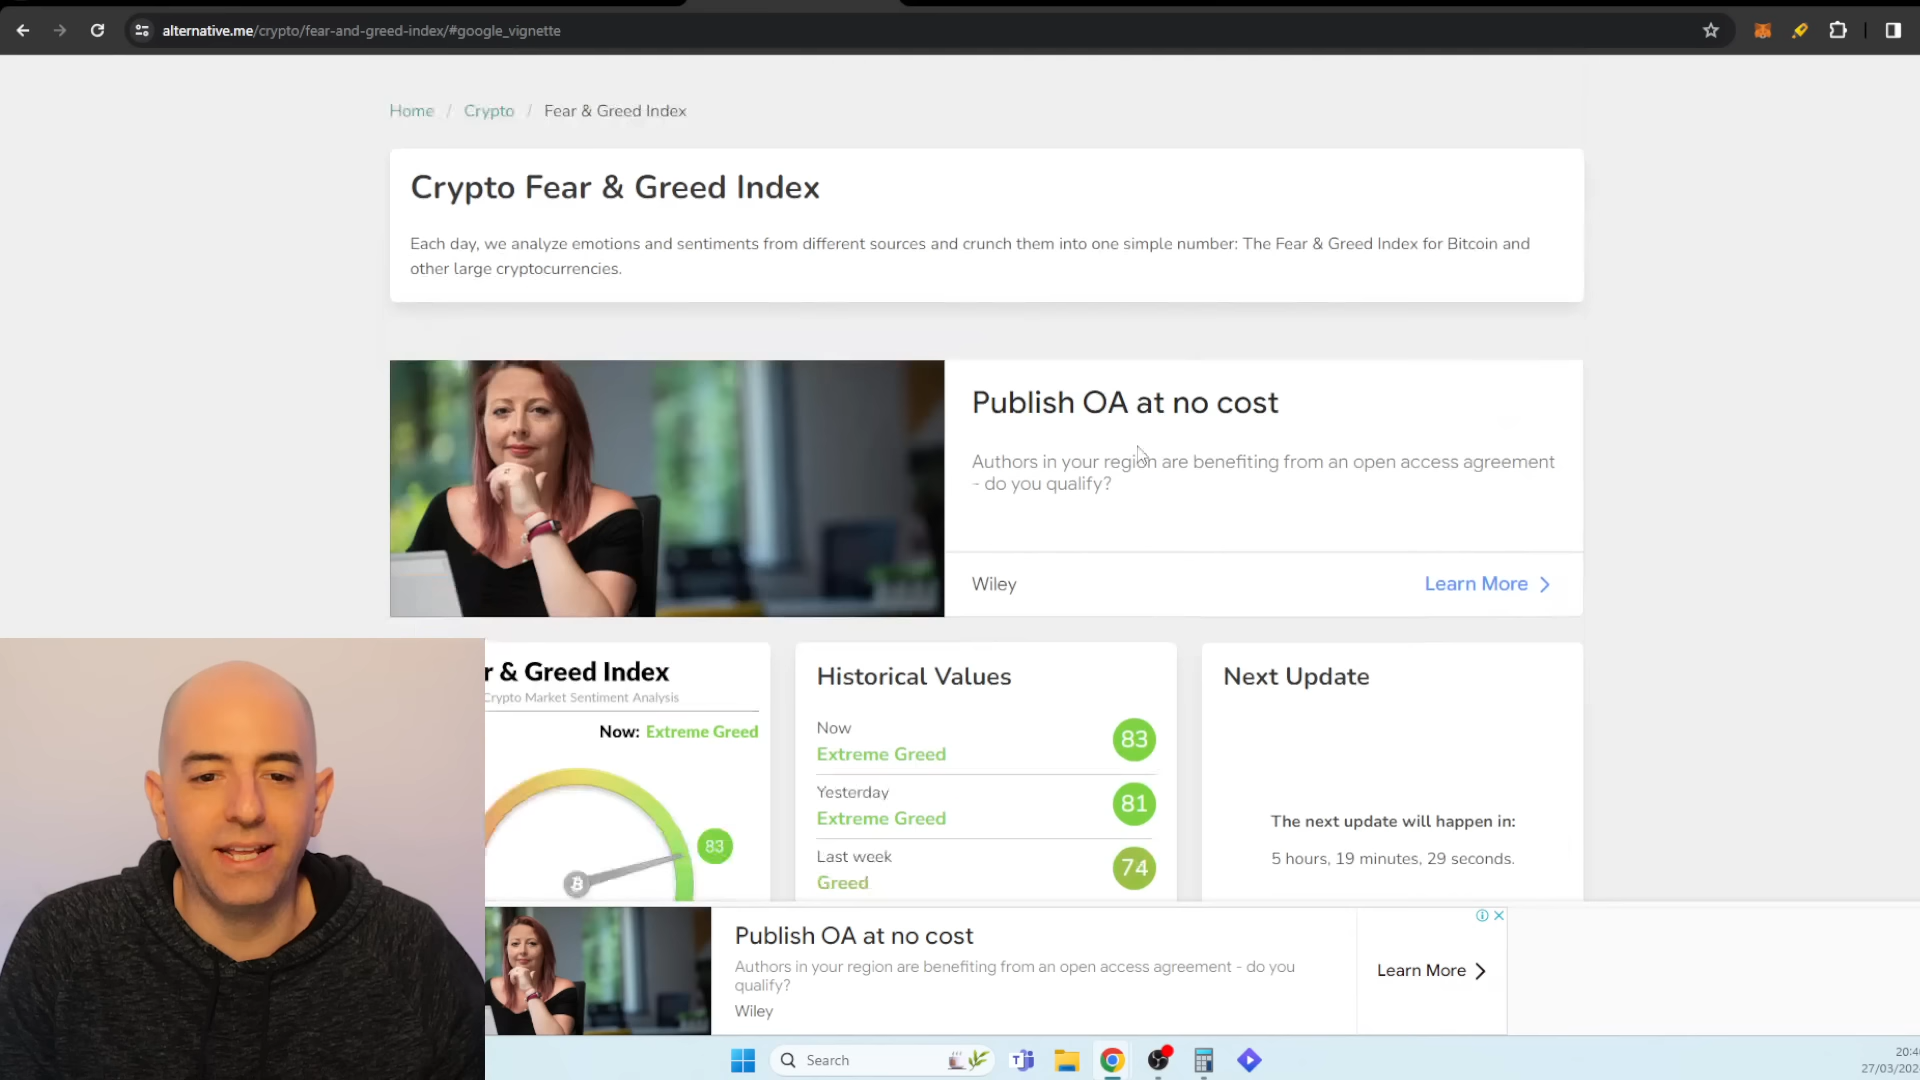 alternative.me/crypto/fear-and-greed-index/#google_vignette
Home / Crypto / Fear & Greed Index
Crypto Fear & Greed Index
Each day, we analyze emotions and sentiments from different sources and crunch them into one simple number: The Fear & Greed Index for Bitcoin and
other large cryptocurrencies.
Publish OA at no cost
Authors in your region are benefiting from an open access agreement
- do you qualify?
Wiley
Learn More
& Greed Index
Crypto Market Sentiment Analysis
Now: Extreme Greed
83
Historical Values
Now
Extreme Greed
83
Yesterday
Extreme Greed
81
Last week
Greed
74
Next Update
The next update will happen in:
5 hours, 19 minutes, 29 seconds.
Publish OA at no cost
Authors in your region are benefiting from an open access agreement - do you
qualify?
Wiley
Learn More
Search